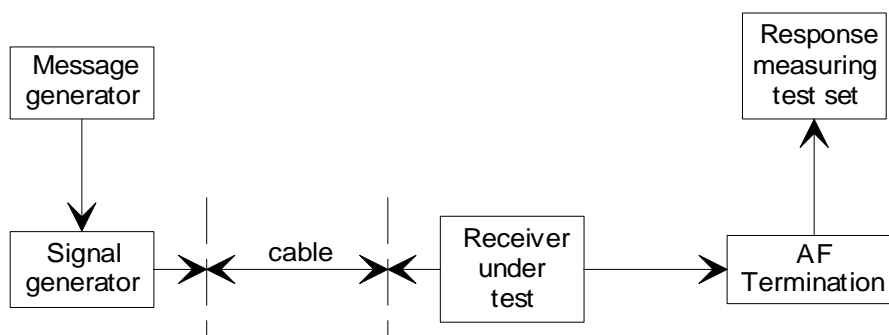 Message
generator
Response
measuring
test set
Signal
generator
cable
Receiver
under
test
AF
Termination